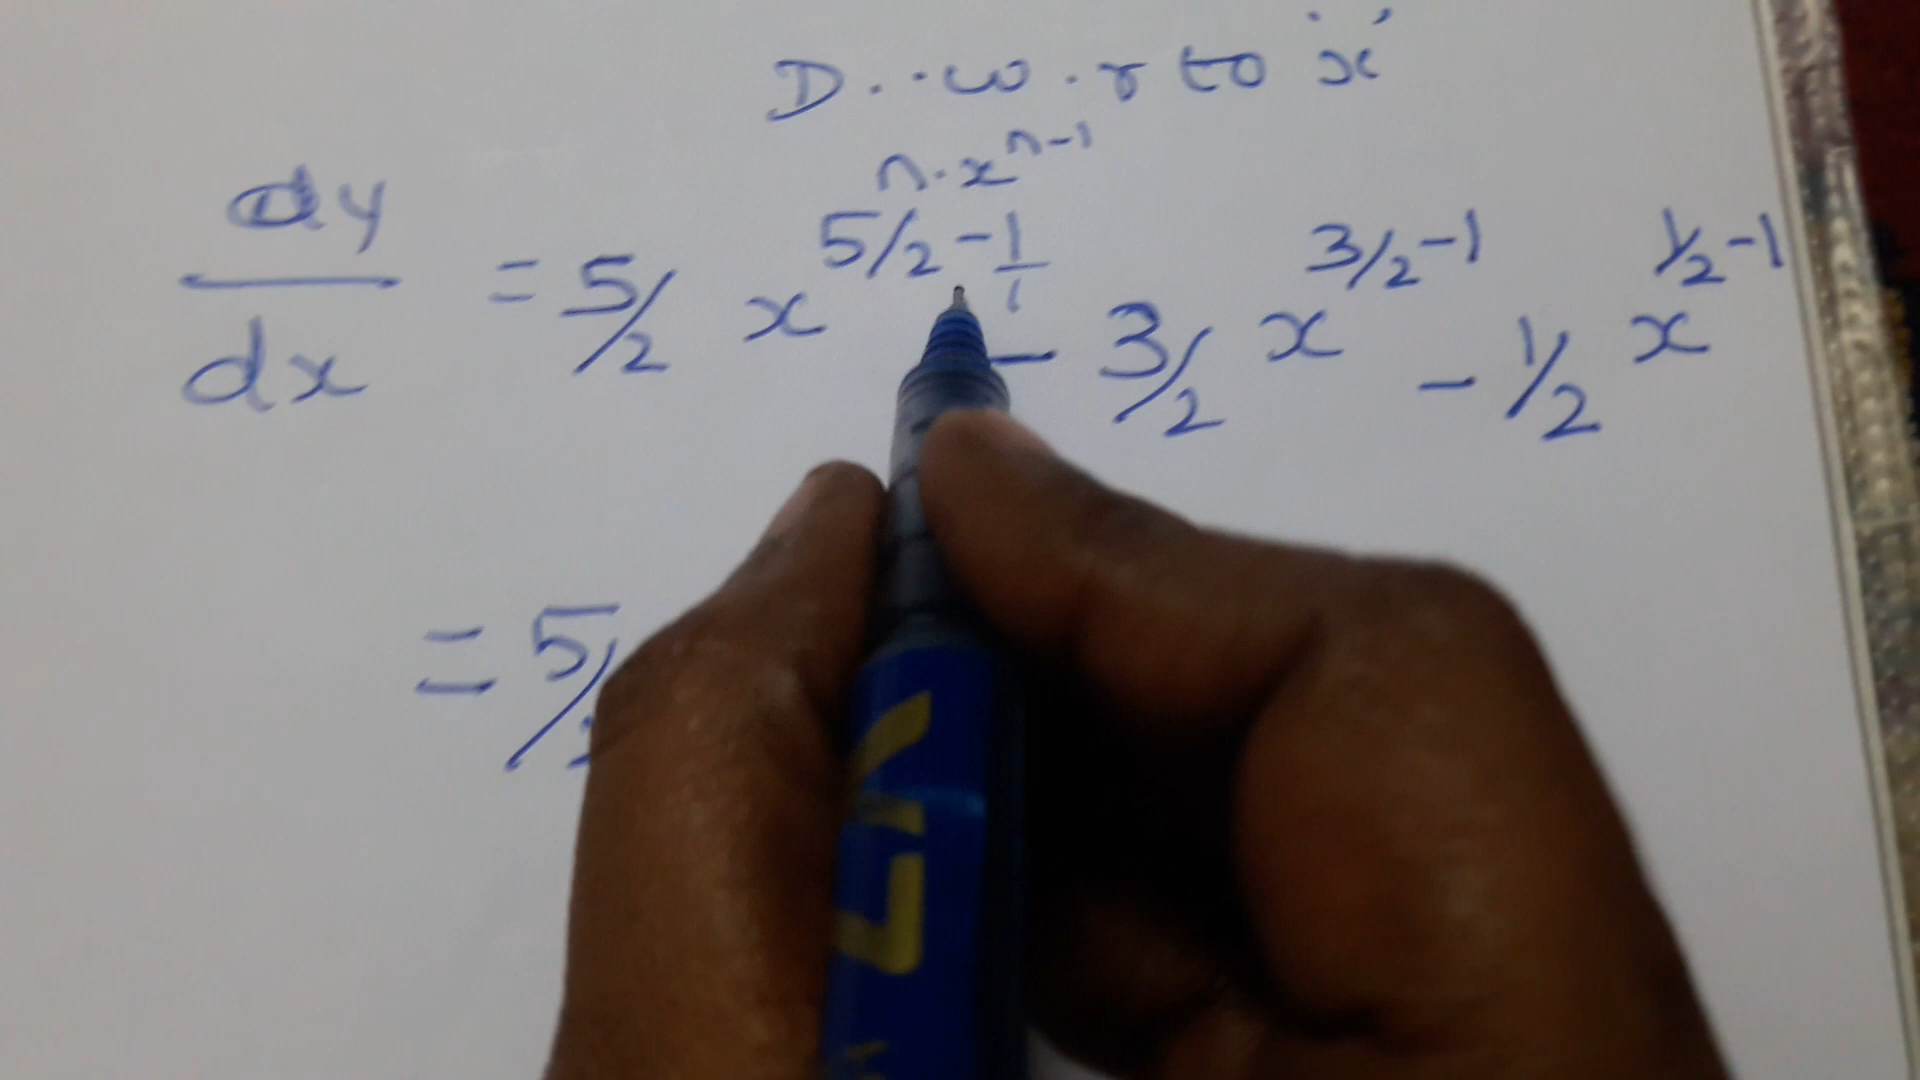 D. .w.r to 'x'
n.x^{n-1}
dy/dx = 5/2 x^{5/2 - 1/1} - 3/2 x^{3/2-1} - 1/2 x^{1/2-1}
= 5/
V7